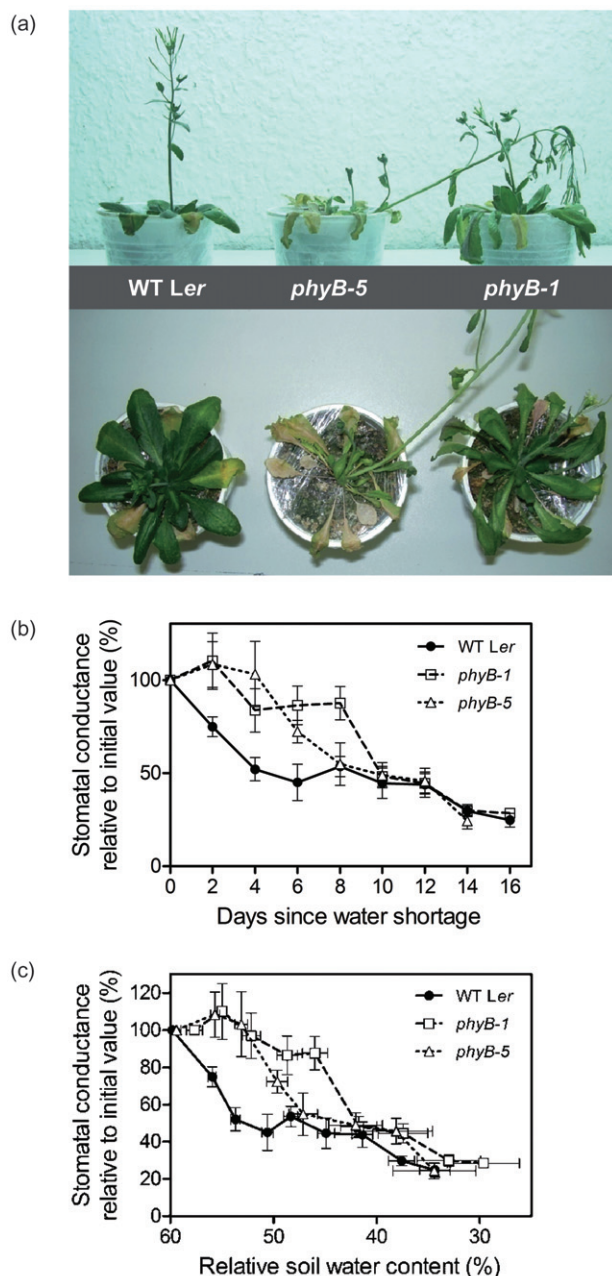 (a)
WT Ler phyB-5 phyB-1
(b)
Stomatal conductance
relative to initial value (%)
100
50
0
0 2 4 6 8 10 12 14 16
Days since water shortage
WT Ler
phyB-1
phyB-5
(c)
Stomatal conductance
relative to initial value (%)
120
100
80
60
40
20
0
60 50 40 30
Relative soil water content (%)
WT Ler
phyB-1
phyB-5